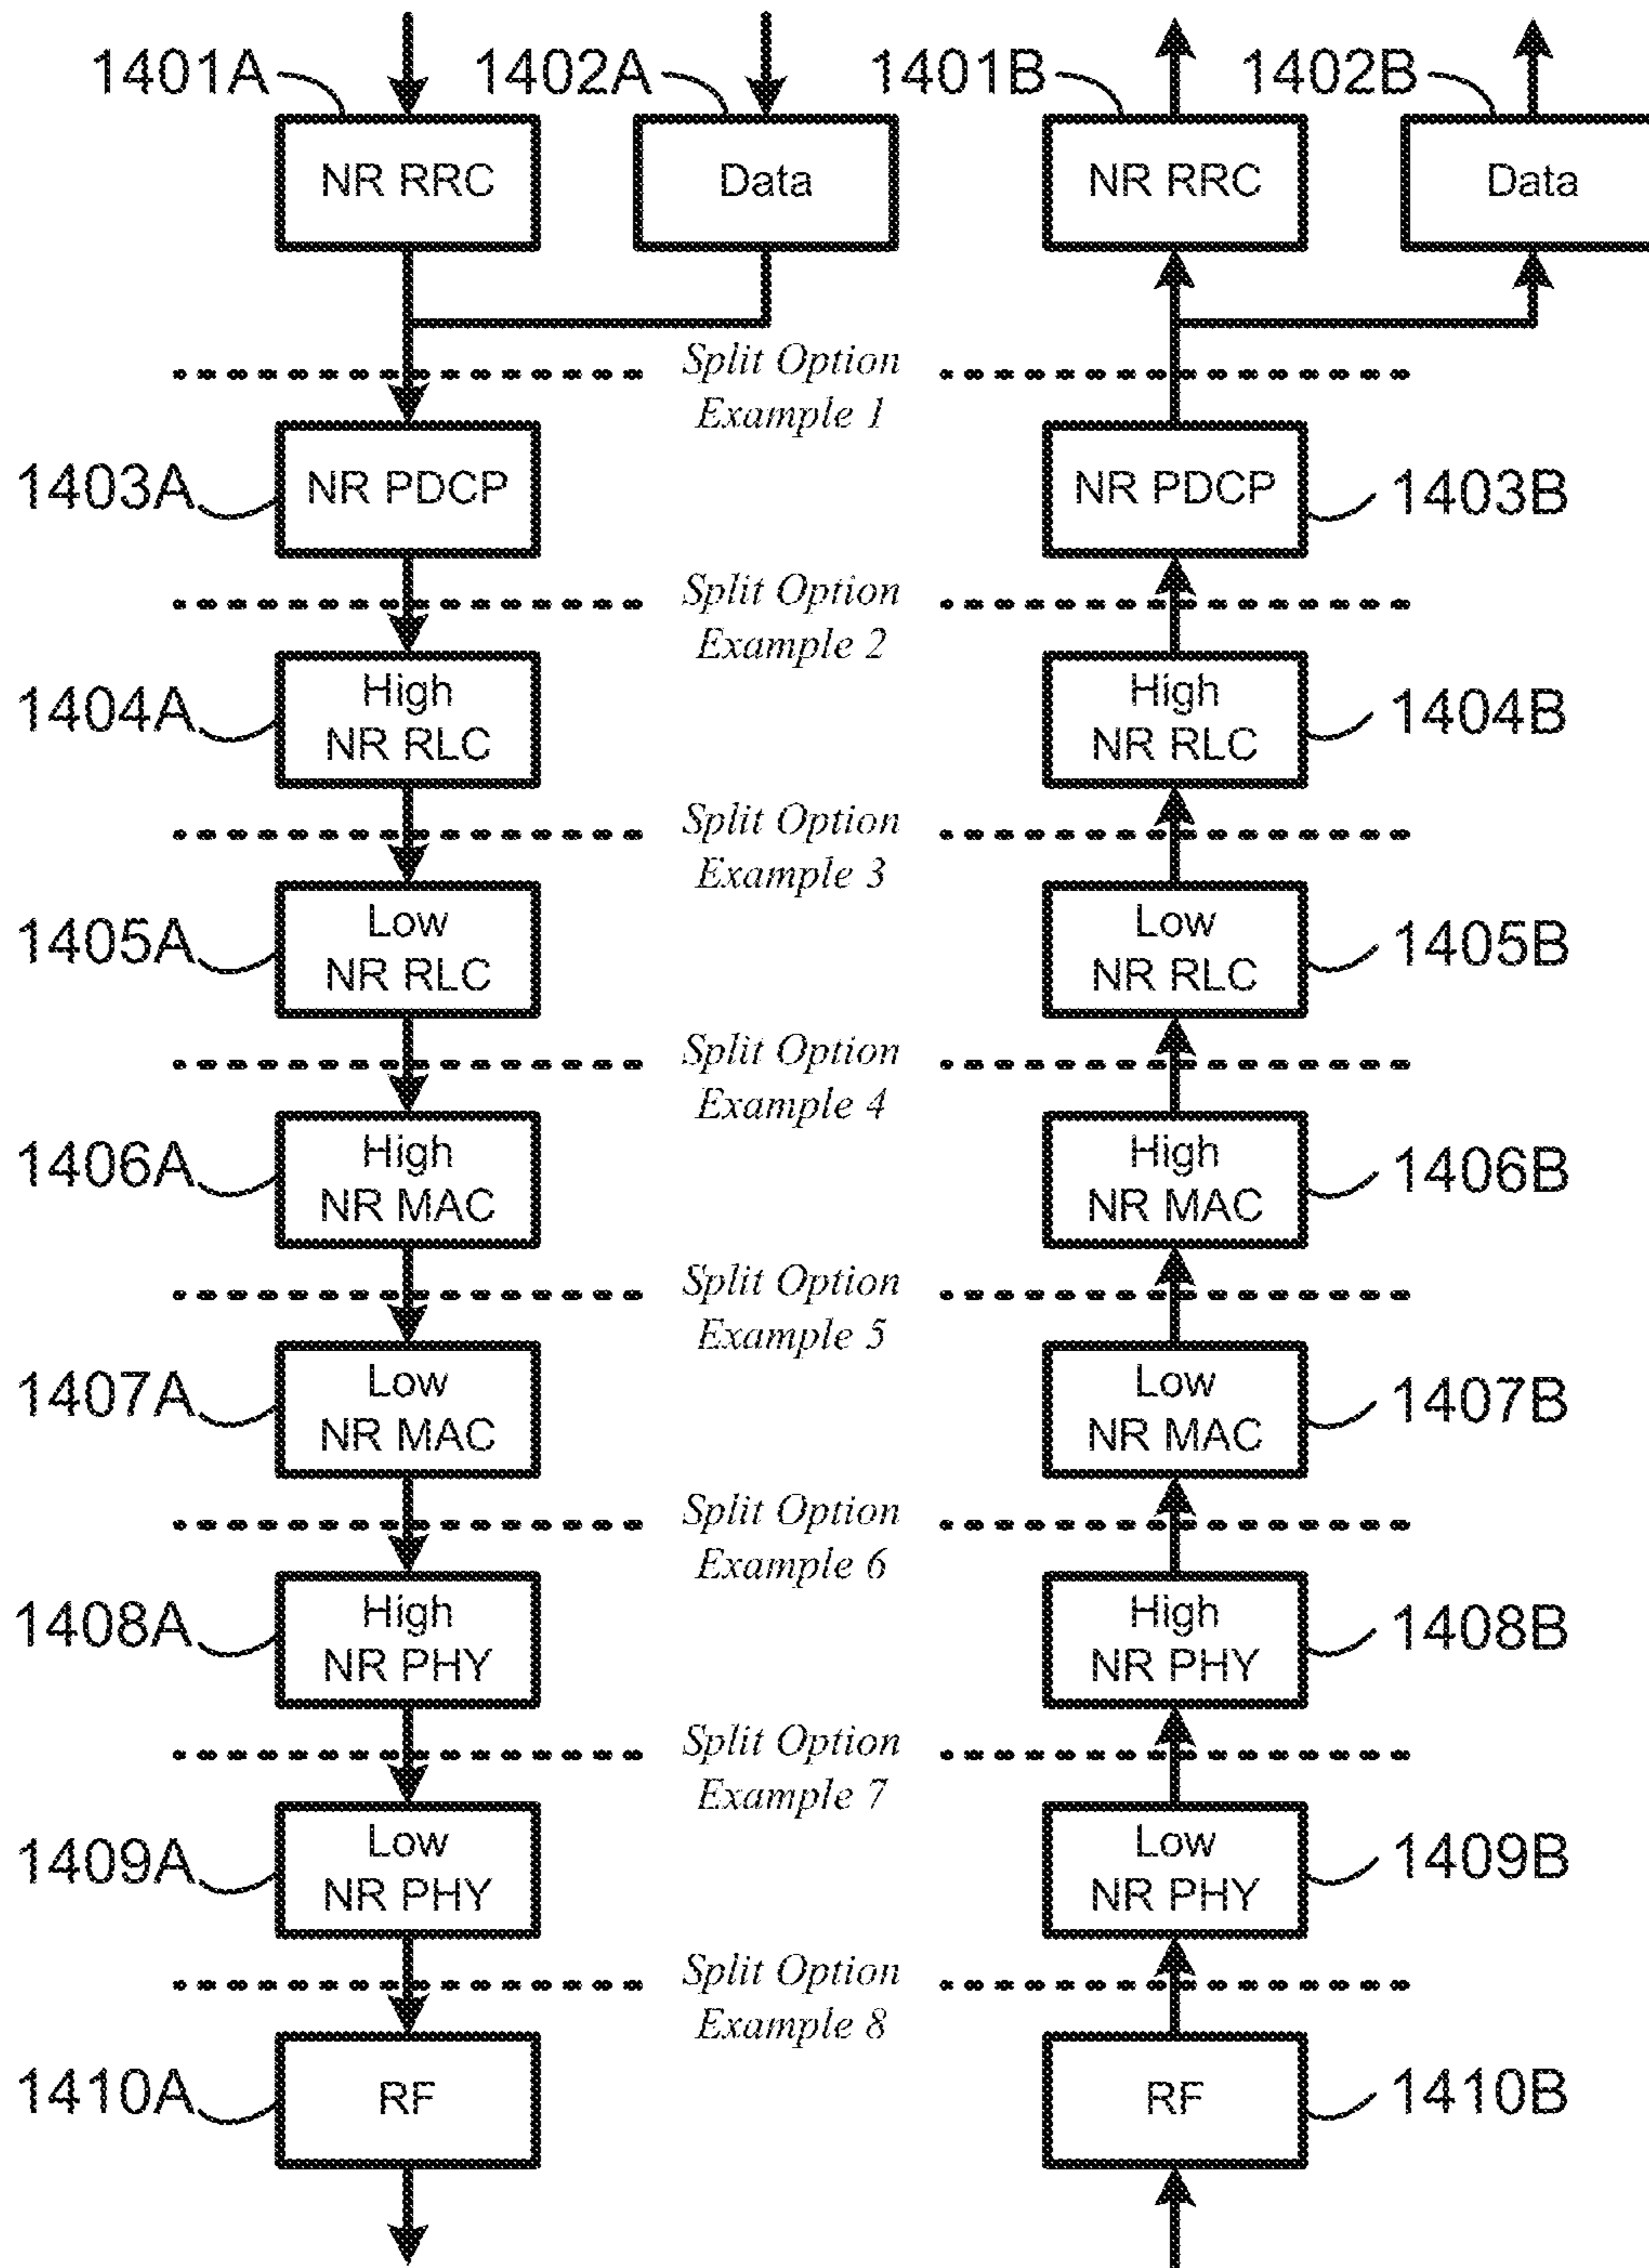 1401A 1402A 1401B 1402B
NR RRC Data NR RRC Data
Split Option
Example 1
1403A NR PDCP NR PDCP 1403B
Split Option
Example 2
1404A High NR RLC High NR RLC 1404B
Split Option
Example 3
1405A Low NR RLC Low NR RLC 1405B
Split Option
Example 4
1406A High NR MAC High NR MAC 1406B
Split Option
Example 5
1407A Low NR MAC Low NR MAC 1407B
Split Option
Example 6
1408A High NR PHY High NR PHY 1408B
Split Option
Example 7
1409A Low NR PHY Low NR PHY 1409B
Split Option
Example 8
1410A RF RF 1410B